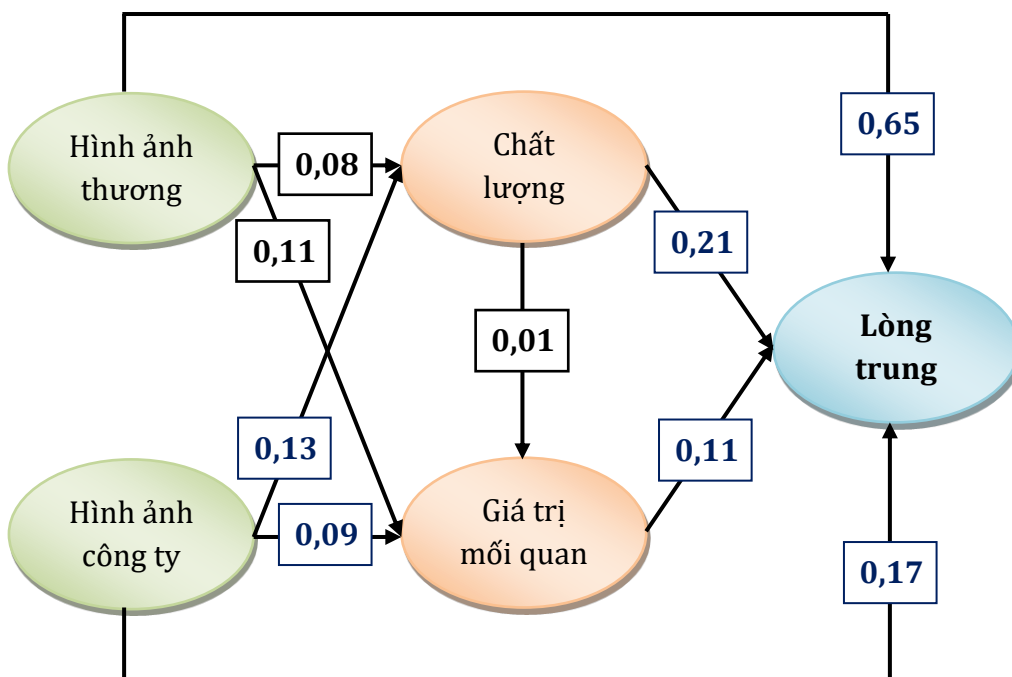 Hình ảnh
thương
0,08
Chất
lượng
0,65
0,11
0,21
0,01
Lòng
trung
0,13
0,11
Hình ảnh
công ty
0,09
Giá trị
mối quan
0,17